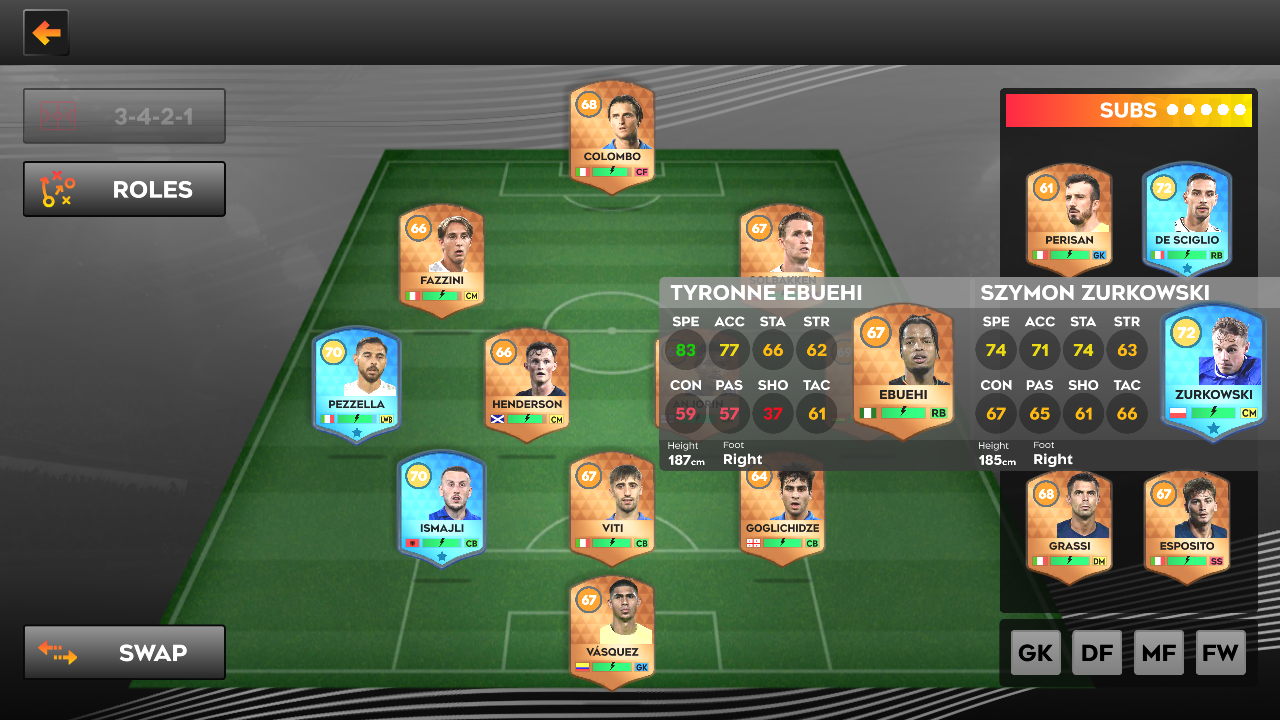 3-4-2-1
ROLES
SWAP
68
COLOMBO
CF
66
FAZZINI
CM
67
SOLBAKKEN
70
PEZZELLA
LWB
66
HENDERSON
CM
ANJORIN
69
70
ISMAJLI
CB
67
VITI
CB
64
GOGLICHIDZE
CB
67
VÁSQUEZ
GK
TYRONNE EBUEHI
SPE ACC STA STR
83 77 66 62
CON PAS SHO TAC
59 57 37 61
Height Foot
187cm Right
67
EBUEHI
RB
SZYMON ZURKOWSKI
SPE ACC STA STR
74 71 74 63
CON PAS SHO TAC
67 65 61 66
Height Foot
185cm Right
72
ZURKOWSKI
CM
SUBS
61
PERISAN
GK
72
DE SCIGLIO
RB
68
GRASSI
DM
67
ESPOSITO
SS
GK DF MF FW